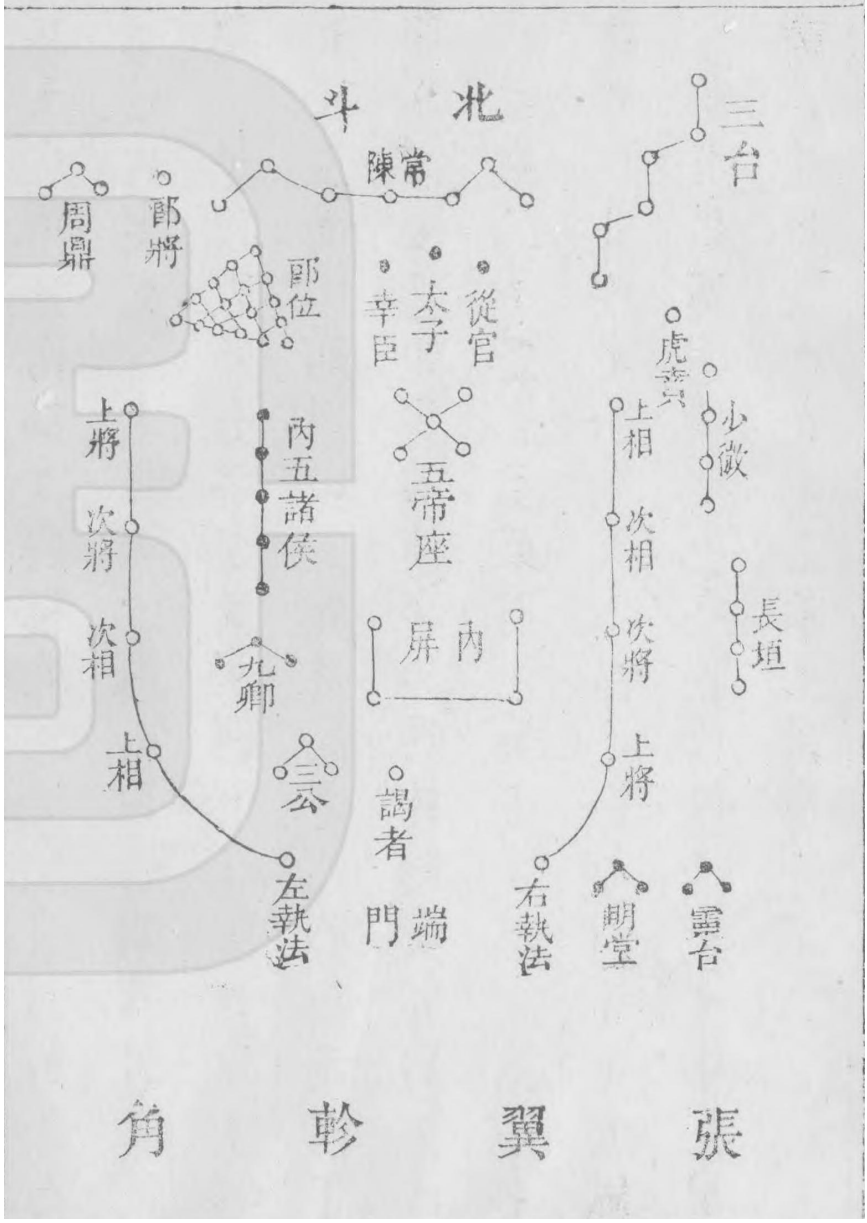 三台
北斗
常陳
郎將
周鼎
從官
太子
幸臣
郎位
虎賁
少微
上相
次相
次將
上將
右執法
五帝座
內五諸侯
上將
次將
次相
上相
左執法
長垣
內屏
九卿
三公
謁者
端門
明堂
靈台
張
翼
軫
角